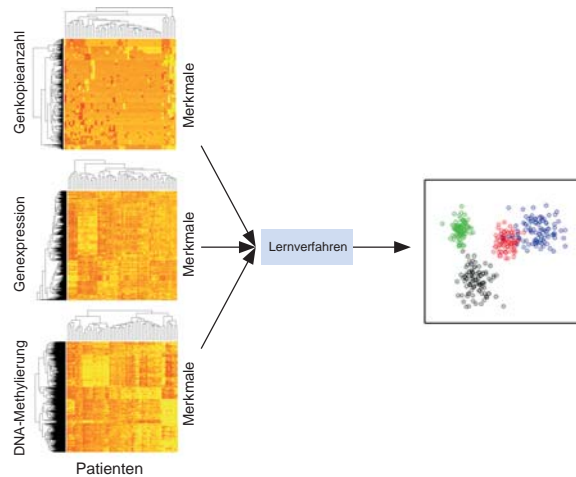 Genkopieanzahl
Merkmale
Genexpression
Merkmale
Lernverfahren
DNA-Methylierung
Merkmale
Patienten